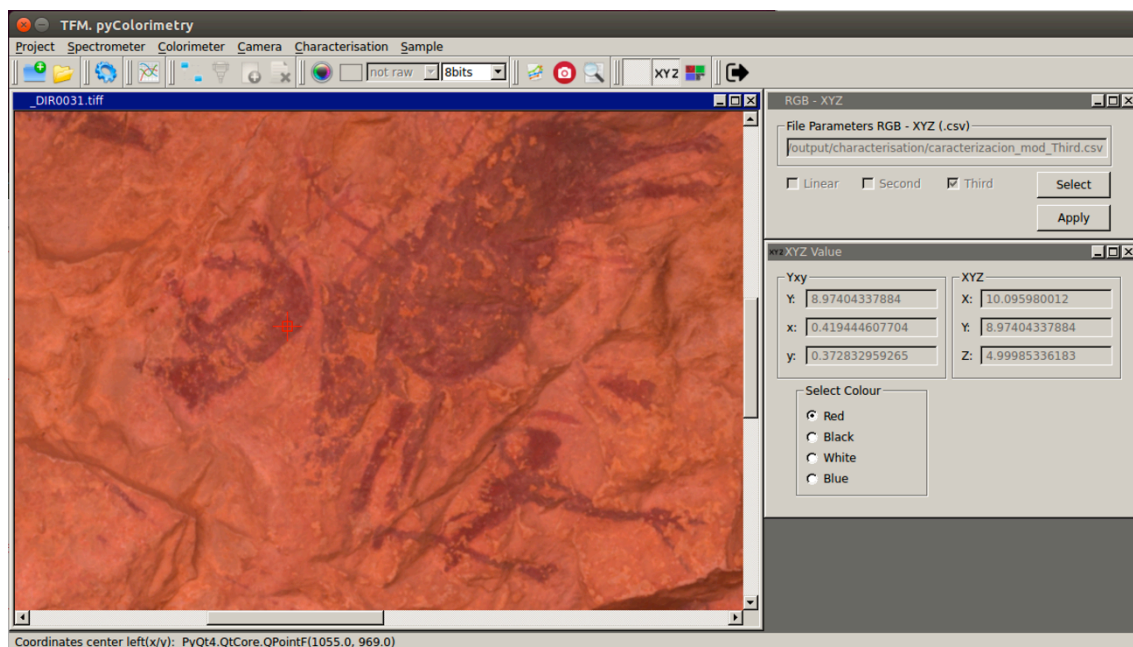 TFM. pyColorimetry
Project Spectrometer Colorimeter Camera Characterisation Sample
not raw 8bits XYZ
_DIR0031.tiff
RGB - XYZ
File Parameters RGB - XYZ (.csv)
/output/characterisation/caracterizacion_mod_Third.csv
Linear Second Third Select
Apply
XYZ XYZ Value
Yxy
Y: 8.97404337884
x: 0.419444607704
y: 0.372832959265
XYZ
X: 10.095980012
Y: 8.97404337884
Z: 4.99985336183
Select Colour
Red
Black
White
Blue
Coordinates center left(x/y): PyQt4.QtCore.QPointF(1055.0, 969.0)